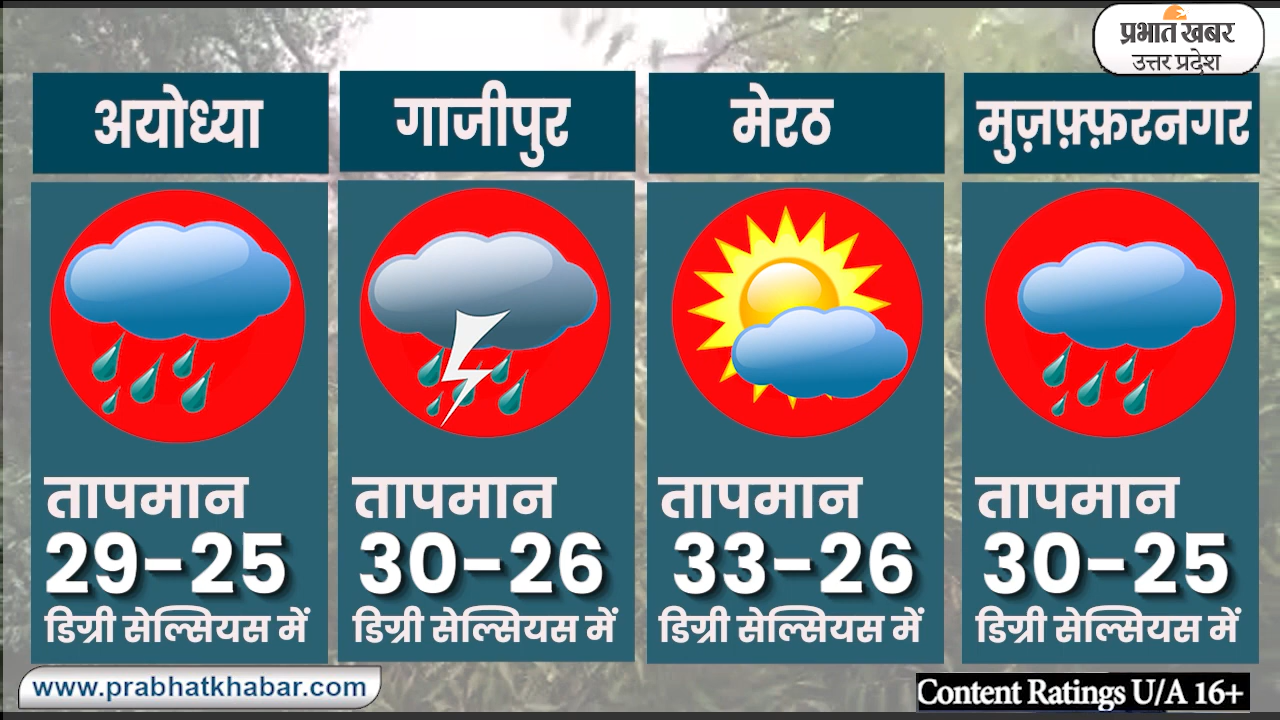 प्रभात खबर
उत्तर प्रदेश
अयोध्या
गाजीपुर
मेरठ
मुज़फ़्फ़रनगर
तापमान
29-25
डिग्री सेल्सियस में
तापमान
30-26
डिग्री सेल्सियस में
तापमान
33-26
डिग्री सेल्सियस में
तापमान
30-25
डिग्री सेल्सियस में
www.prabhatkhabar.com
Content Ratings U/A 16+